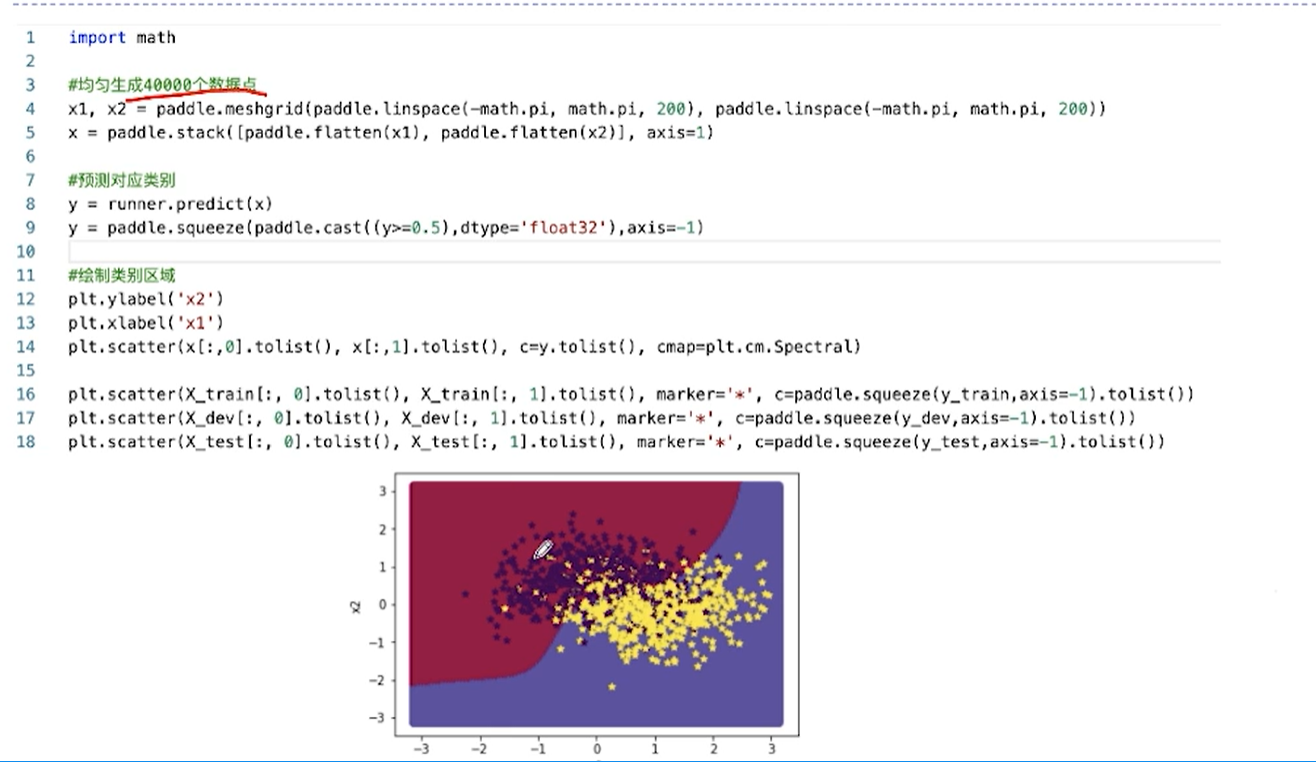 1 import math
2
3 #均匀生成40000个数据点
4 x1, x2 = paddle.meshgrid(paddle.linspace(-math.pi, math.pi, 200), paddle.linspace(-math.pi, math.pi, 200))
5 x = paddle.stack([paddle.flatten(x1), paddle.flatten(x2)], axis=1)
6
7 #预测对应类别
8 y = runner.predict(x)
9 y = paddle.squeeze(paddle.cast((y>=0.5),dtype='float32'),axis=-1)
10
11 #绘制类别区域
12 plt.ylabel('x2')
13 plt.xlabel('x1')
14 plt.scatter(x[:,0].tolist(), x[:,1].tolist(), c=y.tolist(), cmap=plt.cm.Spectral)
15
16 plt.scatter(X_train[:, 0].tolist(), X_train[:, 1].tolist(), marker='*', c=paddle.squeeze(y_train,axis=-1).tolist())
17 plt.scatter(X_dev[:, 0].tolist(), X_dev[:, 1].tolist(), marker='*', c=paddle.squeeze(y_dev,axis=-1).tolist())
18 plt.scatter(X_test[:, 0].tolist(), X_test[:, 1].tolist(), marker='*', c=paddle.squeeze(y_test,axis=-1).tolist())
3
2
1
x2
0
-1
-2
-3
-3 -2 -1 0 1 2 3